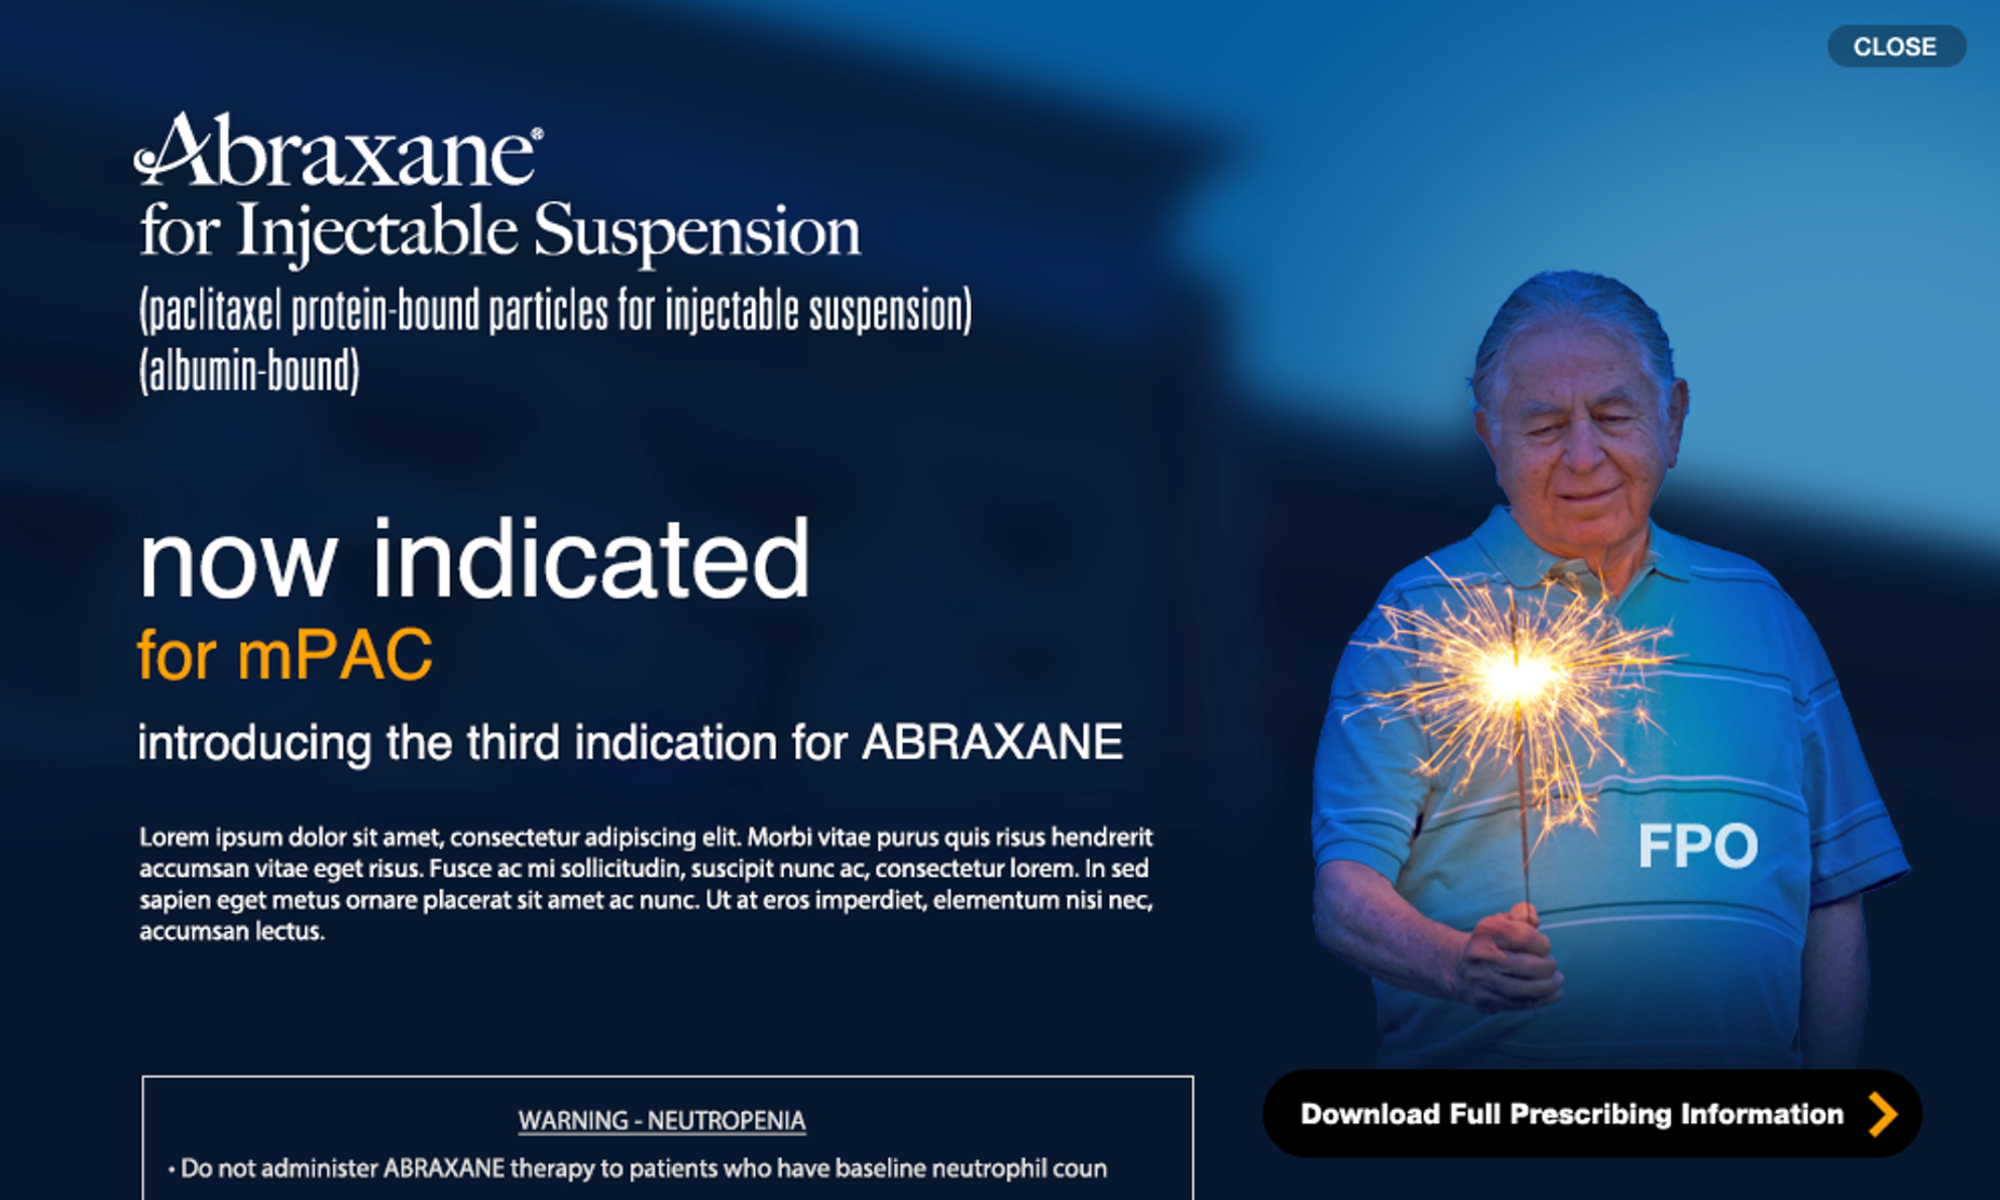 CLOSE
Abraxane®
for Injectable Suspension
(paclitaxel protein-bound particles for injectable suspension)
(albumin-bound)
now indicated
for mPAC
introducing the third indication for ABRAXANE
Lorem ipsum dolor sit amet, consectetur adipiscing elit. Morbi vitae purus quis risus hendrerit
accumsan vitae eget risus. Fusce ac mi sollicitudin, suscipit nunc ac, consectetur lorem. In sed
sapien eget metus ornare placerat sit amet ac nunc. Ut at eros imperdiet, elementum nisi nec,
accumsan lectus.
FPO
WARNING - NEUTROPENIA
• Do not administer ABRAXANE therapy to patients who have baseline neutrophil coun
Download Full Prescribing Information